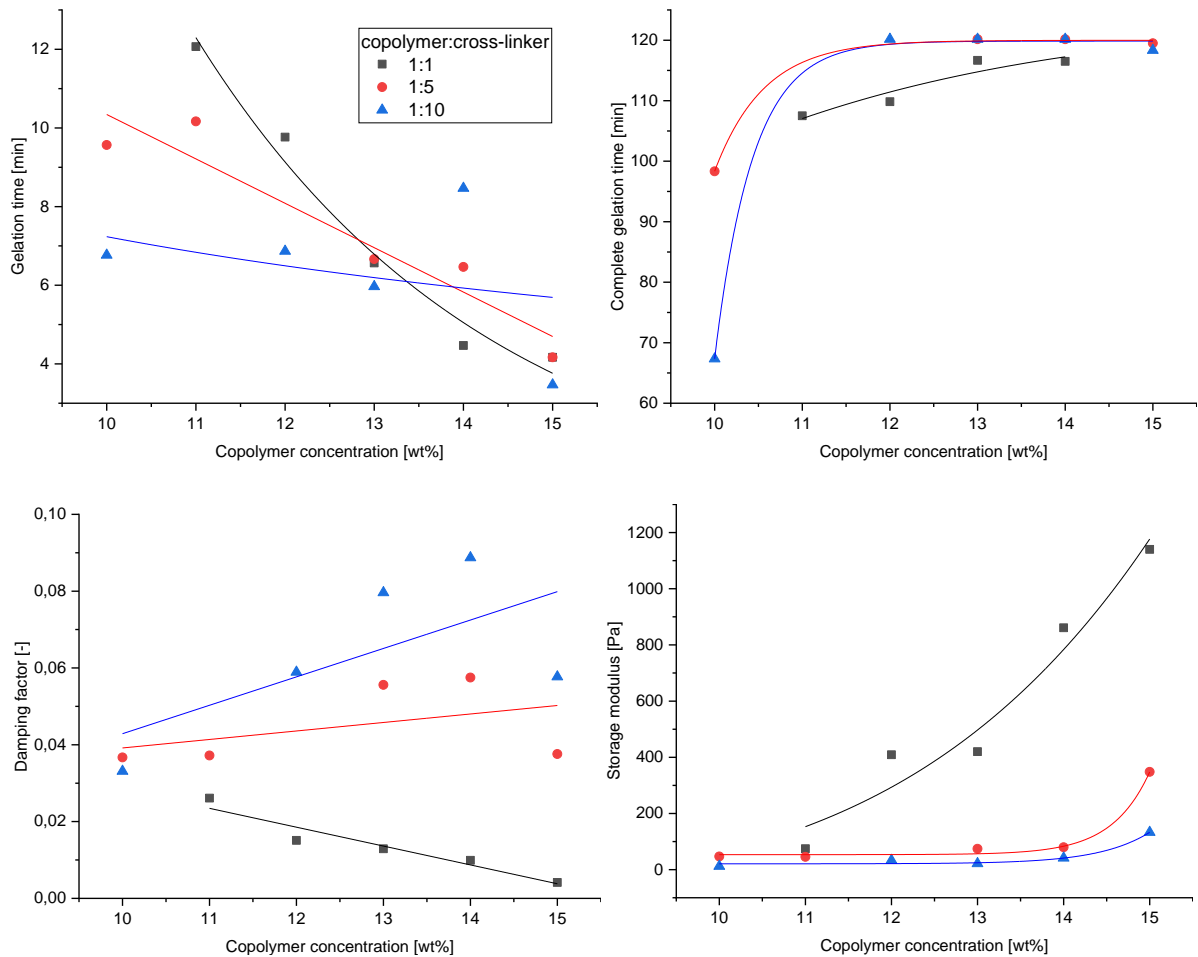 copolymer:cross-linker
1:1
1:5
1:10
12
10
8
6
4
Gelation time [min]
10 11 12 13 14 15
Copolymer concentration [wt%]
120
110
100
90
80
70
60
Complete gelation time [min]
10 11 12 13 14 15
Copolymer concentration [wt%]
0,10
0,08
0,06
0,04
0,02
0,00
Damping factor [-]
10 11 12 13 14 15
Copolymer concentration [wt%]
1200
1000
800
600
400
200
0
Storage modulus [Pa]
10 11 12 13 14 15
Copolymer concentration [wt%]